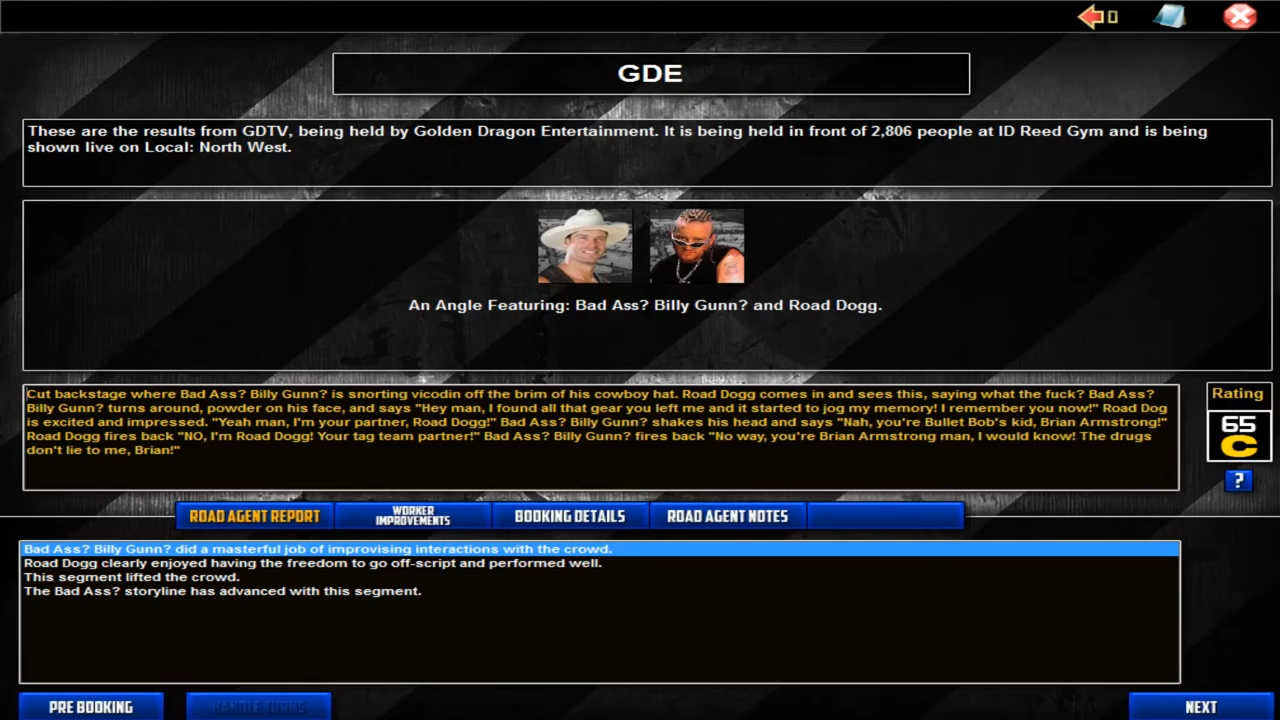 GDE
These are the results from GDTV, being held by Golden Dragon Entertainment. It is being held in front of 2,806 people at ID Reed Gym and is being
shown live on Local: North West.
An Angle Featuring: Bad Ass? Billy Gunn? and Road Dogg.
Cut backstage where Bad Ass? Billy Gunn? is snorting vicodin off the brim of his cowboy hat. Road Dogg comes in and sees this, saying what the fuck? Bad Ass?
Billy Gunn? turns around, powder on his face, and says "Hey man, I found all that gear you left me and it started to jog my memory! I remember you now!" Road Dog
is excited and impressed. "Yeah man, I'm your partner, Road Dogg!" Bad Ass? Billy Gunn? shakes his head and says "Nah, you're Bullet Bob's kid, Brian Armstrong!"
Road Dogg fires back "NO, I'm Road Dogg! Your tag team partner!" Bad Ass? Billy Gunn? fires back "No way, you're Brian Armstrong man, I would know! The drugs
don't lie to me, Brian!"
Rating
65
C
?
ROAD AGENT REPORT
WORKER
IMPROVEMENTS
BOOKING DETAILS
ROAD AGENT NOTES
Bad Ass? Billy Gunn? did a masterful job of improvising interactions with the crowd.
Road Dogg clearly enjoyed having the freedom to go off-script and performed well.
This segment lifted the crowd.
The Bad Ass? storyline has advanced with this segment.
PRE BOOKING
HANDLE TURNS
NEXT